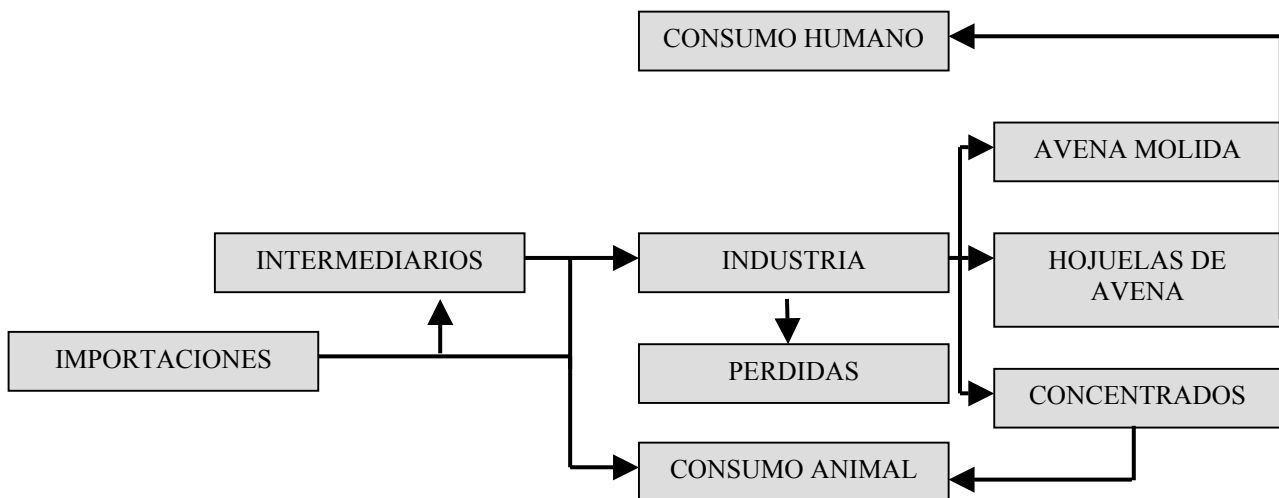 CONSUMO HUMANO
AVENA MOLIDA
INTERMEDIARIOS
INDUSTRIA
HOJUELAS DE
AVENA
IMPORTACIONES
PERDIDAS
CONCENTRADOS
CONSUMO ANIMAL